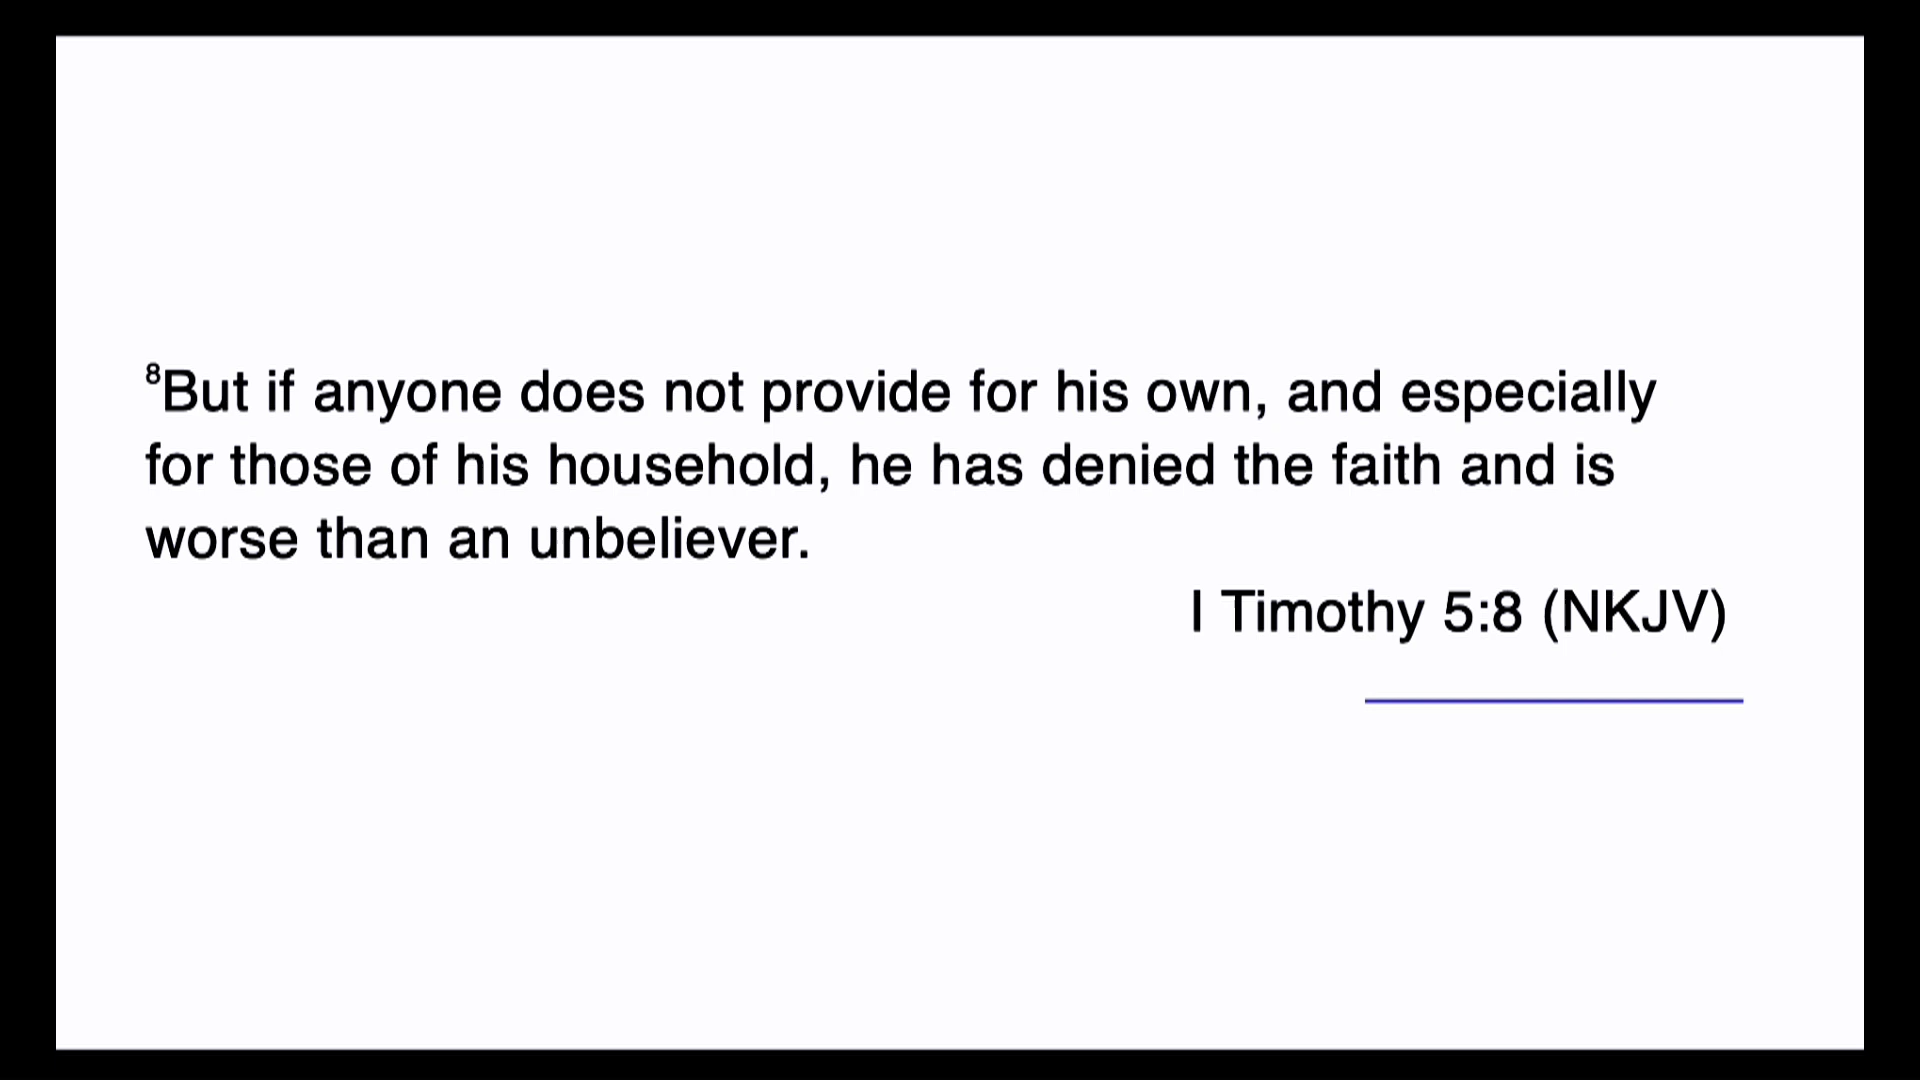 ⁸But if anyone does not provide for his own, and especially
for those of his household, he has denied the faith and is
worse than an unbeliever.
I Timothy 5:8 (NKJV)